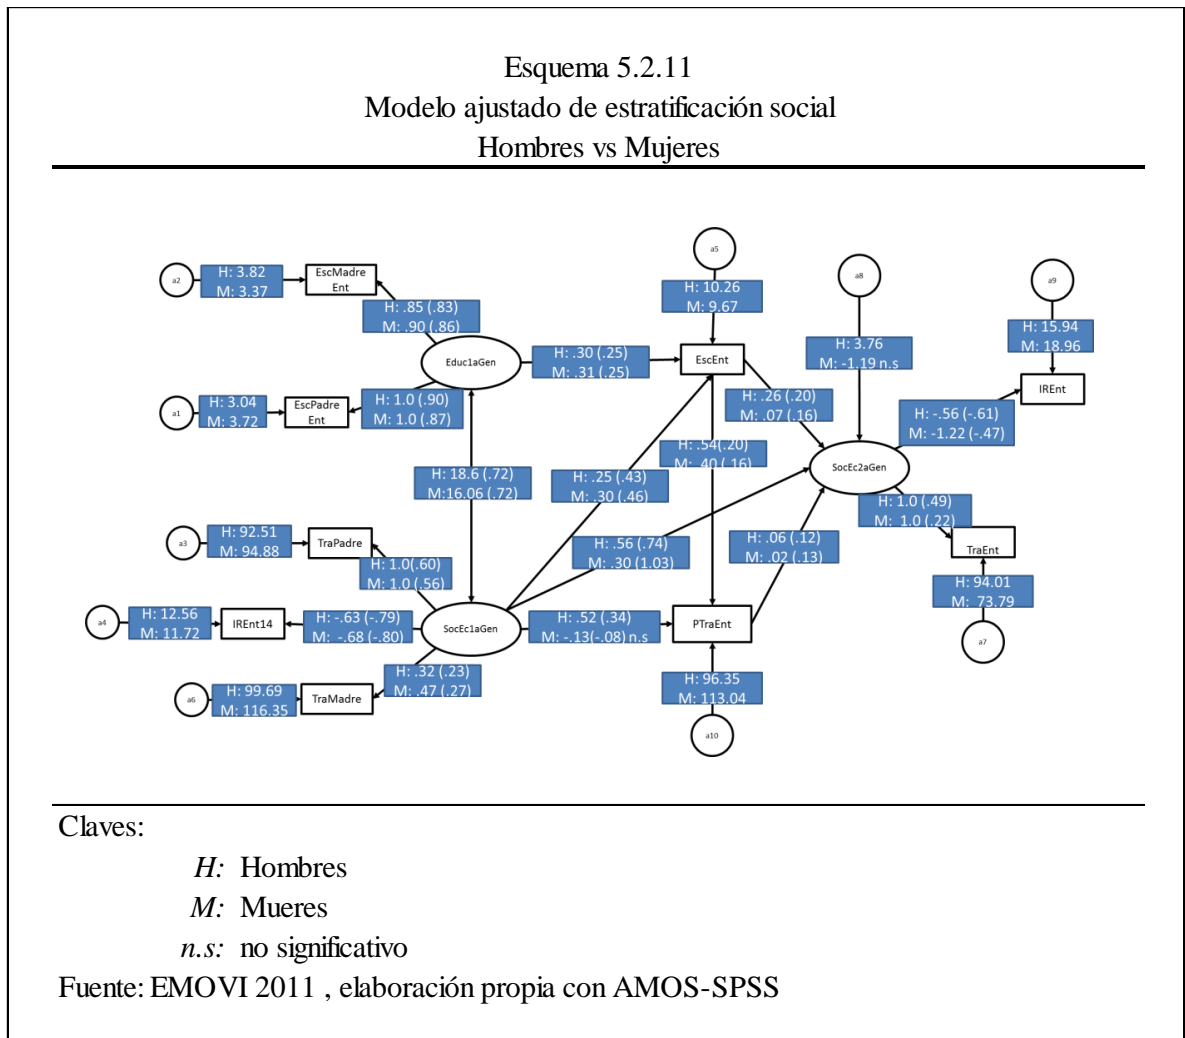 Esquema 5.2.11
Modelo ajustado de estratificación social
Hombres vs Mujeres
a5
a2
H: 3.82
M: 3.37
EscMadre
Ent
a8
a9
H: 10.26
M: 9.67
H: .85 (.83)
M: .90 (.86)
H: 15.94
M: 18.96
H: 3.76
M: -1.19 n.s
Educ1aGen
H: .30 (.25)
M: .31 (.25)
EscEnt
IREnt
a1
H: 3.04
M: 3.72
EscPadre
Ent
H: 1.0 (.90)
M: 1.0 (.87)
H: .26 (.20)
M: .07 (.16)
H: -.56 (-.61)
M: -1.22 (-.47)
H: .54(.20)
M: .40 (.16)
SocEc2aGen
H: 18.6 (.72)
M:16.06 (.72)
H: .25 (.43)
M: .30 (.46)
H: 1.0 (.49)
M: 1.0 (.22)
a3
H: 92.51
M: 94.88
TraPadre
H: .56 (.74)
M: .30 (1.03)
H: .06 (.12)
M: .02 (.13)
TraEnt
H: 1.0(.60)
M: 1.0 (.56)
H: 94.01
M: 73.79
a4
H: 12.56
M: 11.72
IREnt14
H: -.63 (-.79)
M: -.68 (-.80)
SocEc1aGen
H: .52 (.34)
M: -.13(-.08) n.s
PTraEnt
a7
H: .32 (.23)
M: .47 (.27)
a6
H: 99.69
M: 116.35
TraMadre
H: 96.35
M: 113.04
a10
Claves:
H: Hombres
M: Mueres
n.s: no significativo
Fuente: EMOVI 2011 , elaboración propia con AMOS-SPSS